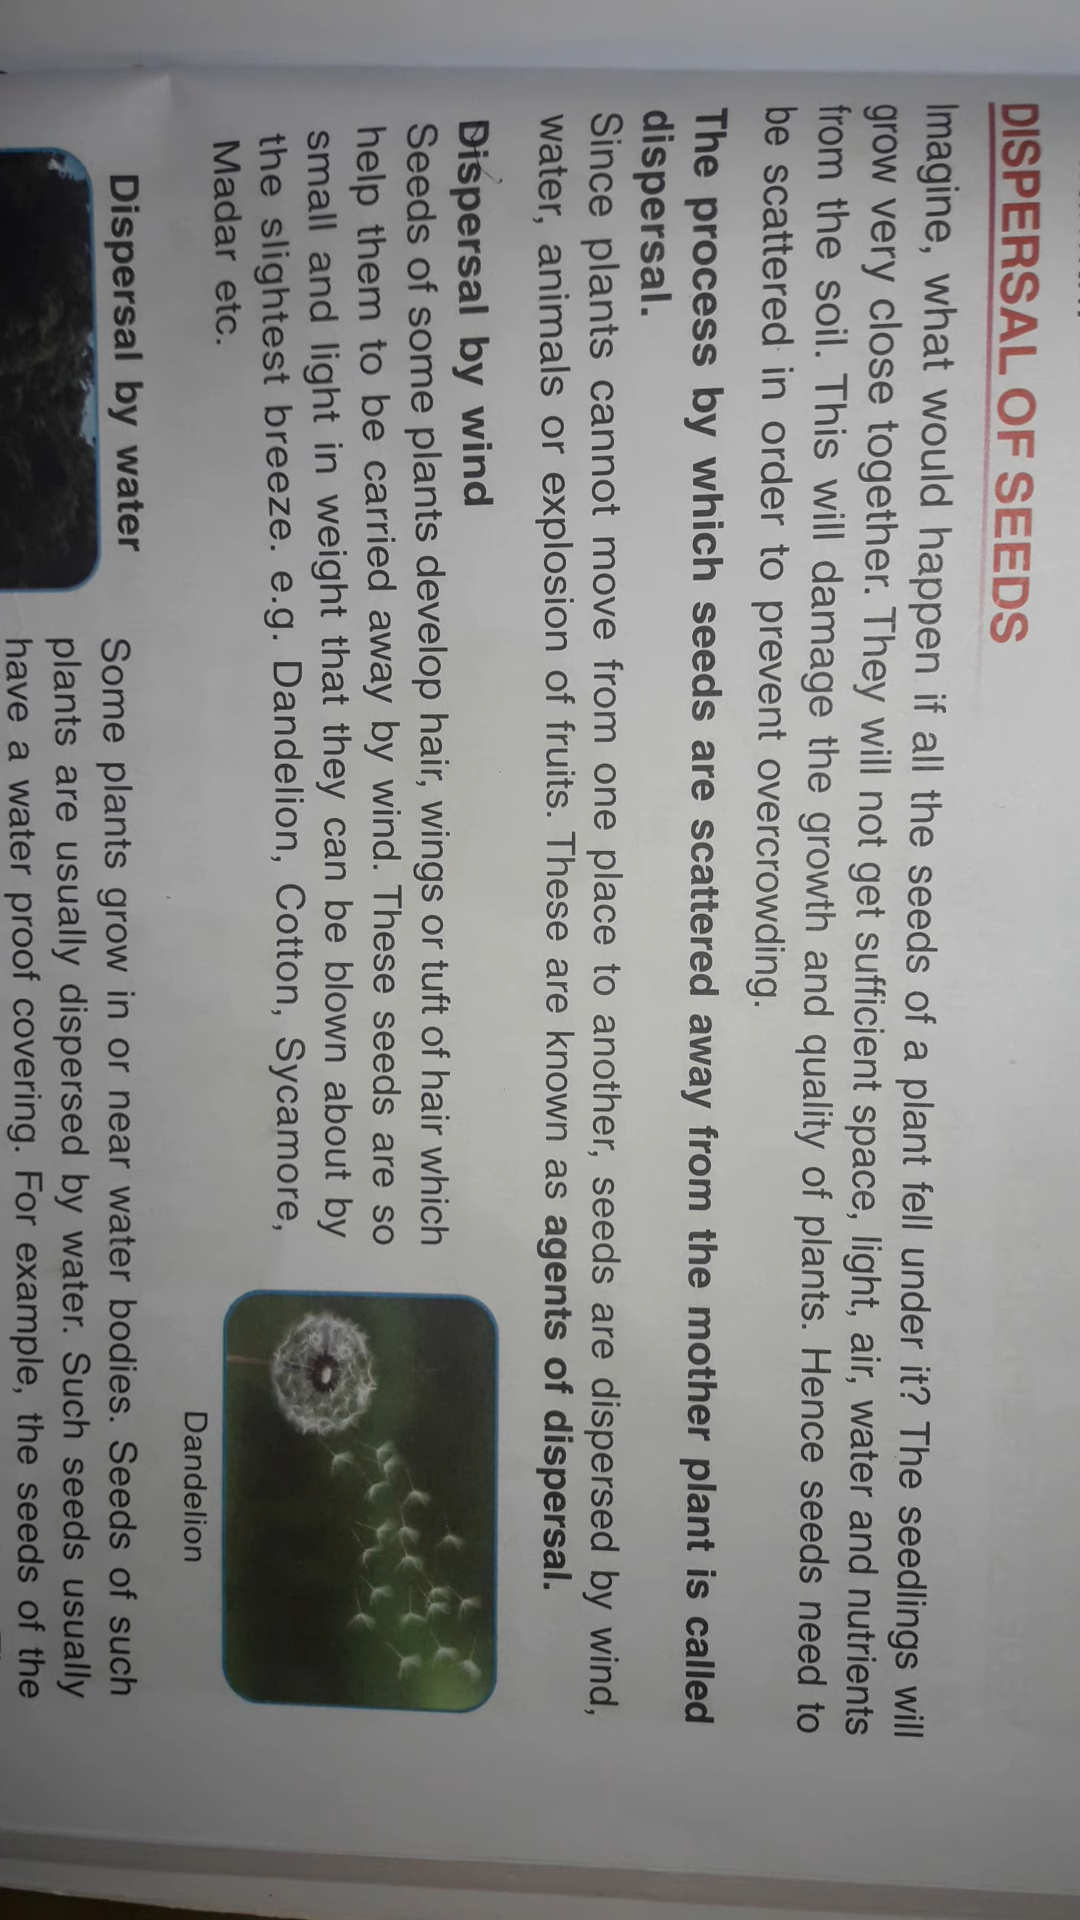 DISPERSAL OF SEEDS
Imagine, what would happen if all the seeds of a plant fell under it? The seedlings will
grow very close together. They will not get sufficient space, light, air, water and nutrients
from the soil. This will damage the growth and quality of plants. Hence seeds need to
be scattered in order to prevent overcrowding.
The process by which seeds are scattered away from the mother plant is called
dispersal.
Since plants cannot move from one place to another, seeds are dispersed by wind,
water, animals or explosion of fruits. These are known as agents of dispersal.
Dispersal by wind
Seeds of some plants develop hair, wings or tuft of hair which
help them to be carried away by wind. These seeds are so
small and light in weight that they can be blown about by
the slightest breeze. e.g. Dandelion, Cotton, Sycamore,
Madar etc.
Dandelion
Dispersal by water
Some plants grow in or near water bodies. Seeds of such
plants are usually dispersed by water. Such seeds usually
have a water proof covering. For example, the seeds of the